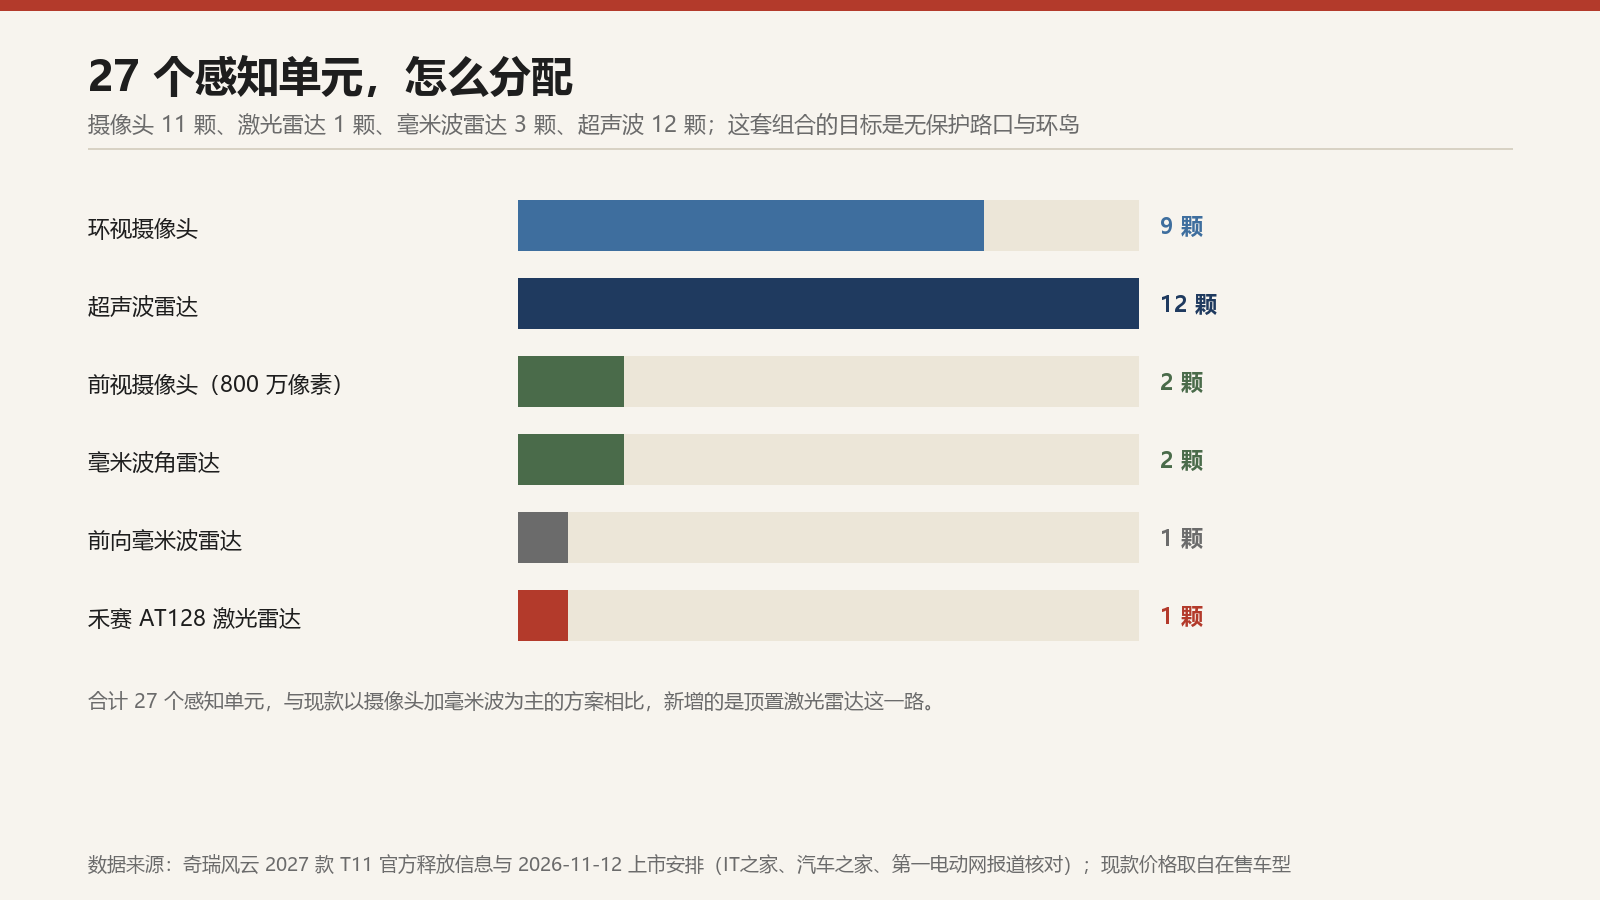 27 个感知单元，怎么分配
摄像头 11 颗、激光雷达 1 颗、毫米波雷达 3 颗、超声波 12 颗；这套组合的目标是无保护路口与环岛
环视摄像头 9 颗
超声波雷达 12 颗
前视摄像头（800 万像素） 2 颗
毫米波角雷达 2 颗
前向毫米波雷达 1 颗
禾赛 AT128 激光雷达 1 颗
合计 27 个感知单元，与现款以摄像头加毫米波为主的方案相比，新增的是顶置激光雷达这一路。
数据来源：奇瑞风云 2027 款 T11 官方释放信息与 2026-11-12 上市安排（IT之家、汽车之家、第一电动网报道核对）；现款价格取自在售车型